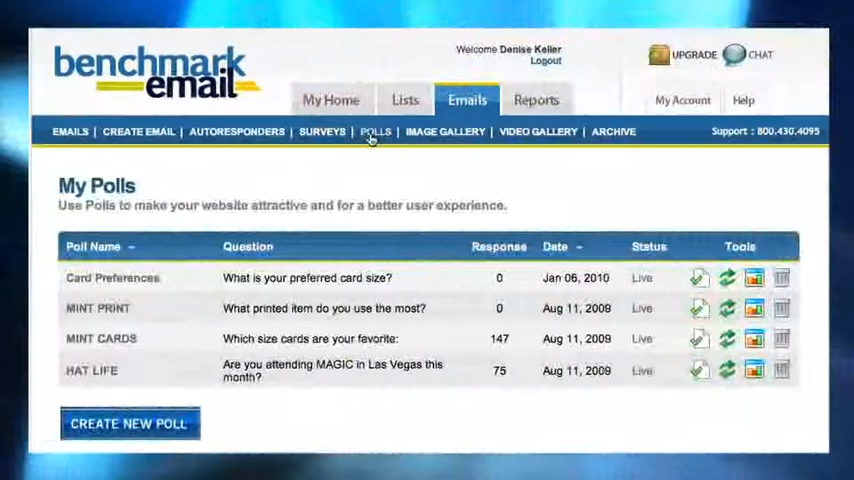 benchmark
email
Welcome Denise Keller
Logout
UPGRADE CHAT
My Home Lists Emails Reports My Account Help
EMAILS | CREATE EMAIL | AUTORESPONDERS | SURVEYS | POLLS | IMAGE GALLERY | VIDEO GALLERY | ARCHIVE Support : 800.430.4095
My Polls
Use Polls to make your website attractive and for a better user experience.
Poll Name Question Response Date Status Tools
Card Preferences What is your preferred card size? 0 Jan 06, 2010 Live
MINT PRINT What printed item do you use the most? 0 Aug 11, 2009 Live
MINT CARDS Which size cards are your favorite: 147 Aug 11, 2009 Live
HAT LIFE Are you attending MAGIC in Las Vegas this month? 75 Aug 11, 2009 Live
CREATE NEW POLL